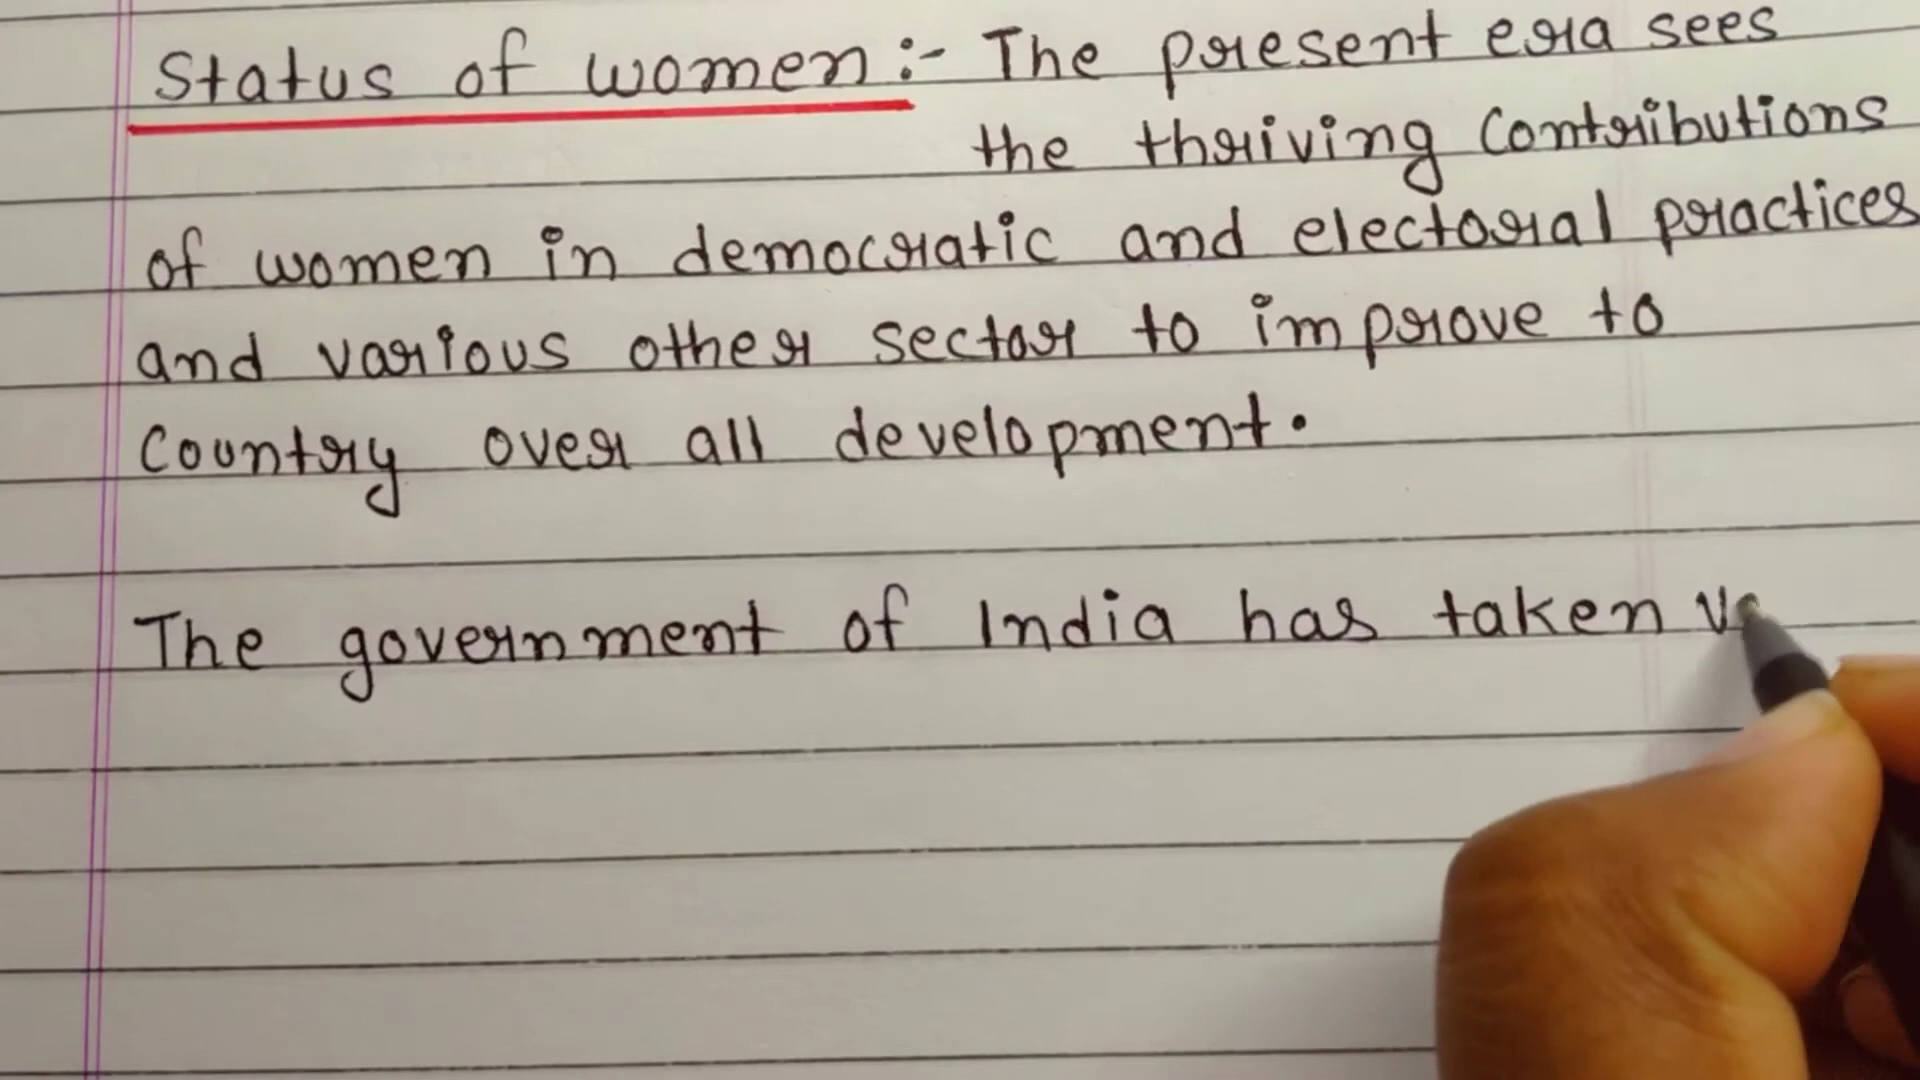 Status of women :- The present era sees
the thriving contributions
of women in democratic and electoral practices
and various other sector to improve to
Country over all development.
The government of India has taken